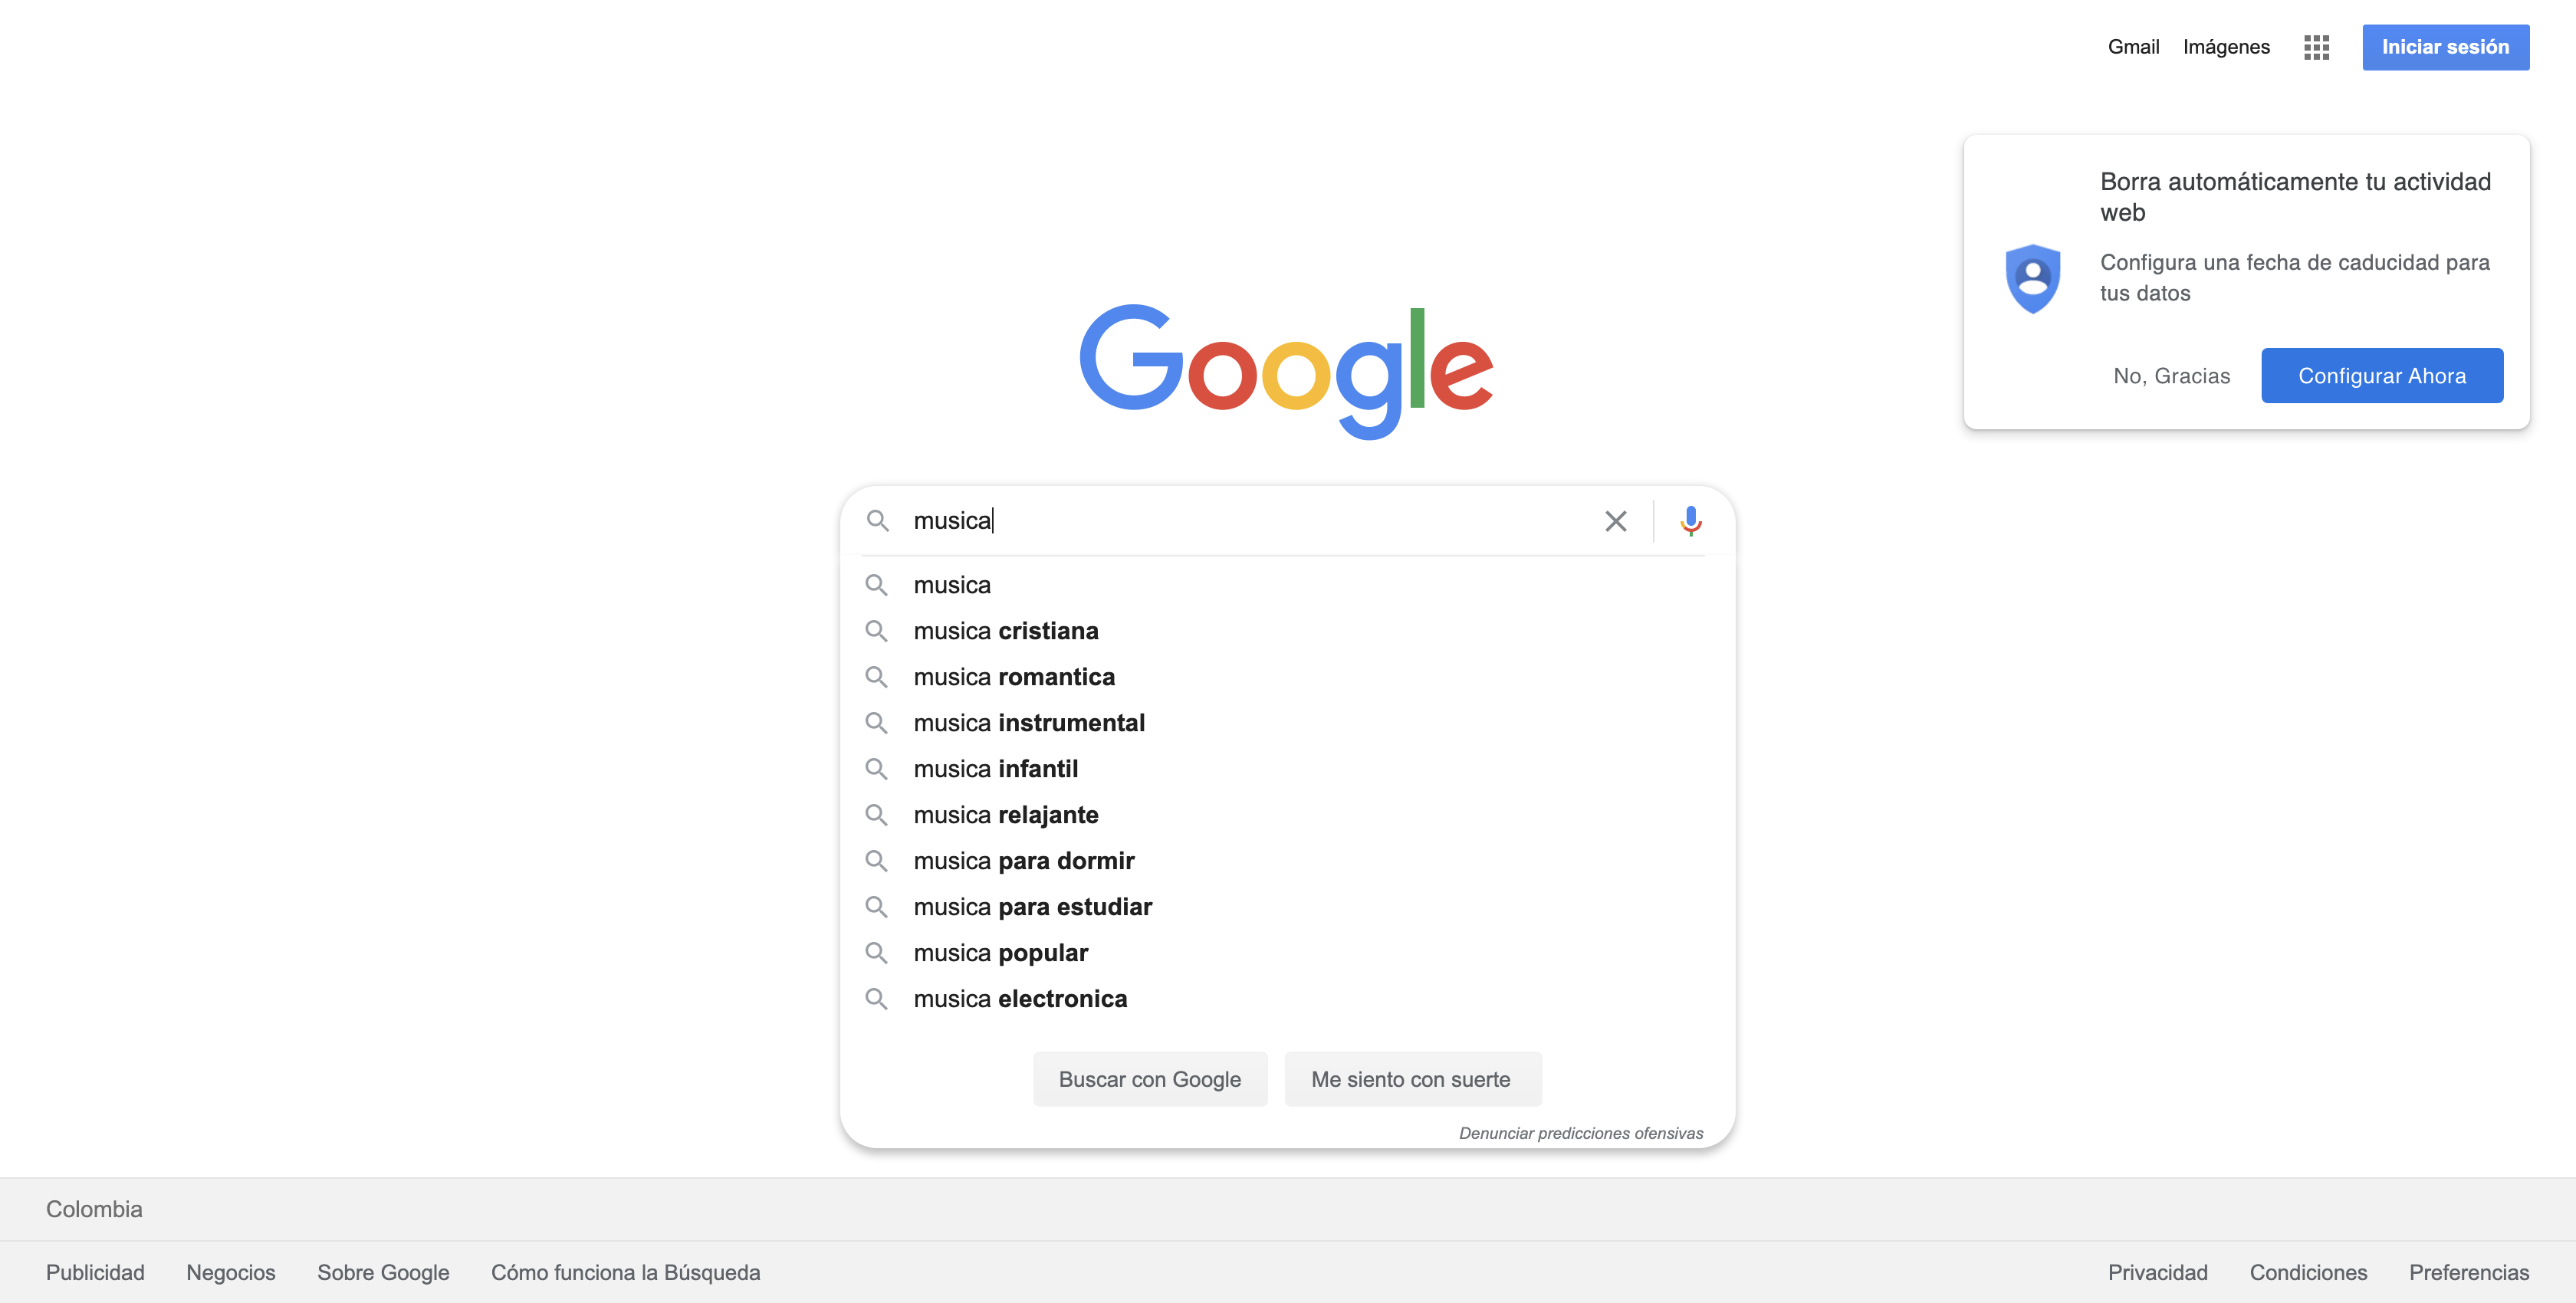 Gmail Imágenes Iniciar sesión
Borra automáticamente tu actividad
web
Configura una fecha de caducidad para
tus datos
No, Gracias Configurar Ahora
Google
musica
musica
musica cristiana
musica romantica
musica instrumental
musica infantil
musica relajante
musica para dormir
musica para estudiar
musica popular
musica electronica
Buscar con Google Me siento con suerte
Denunciar predicciones ofensivas
Colombia
Publicidad Negocios Sobre Google Cómo funciona la Búsqueda Privacidad Condiciones Preferencias